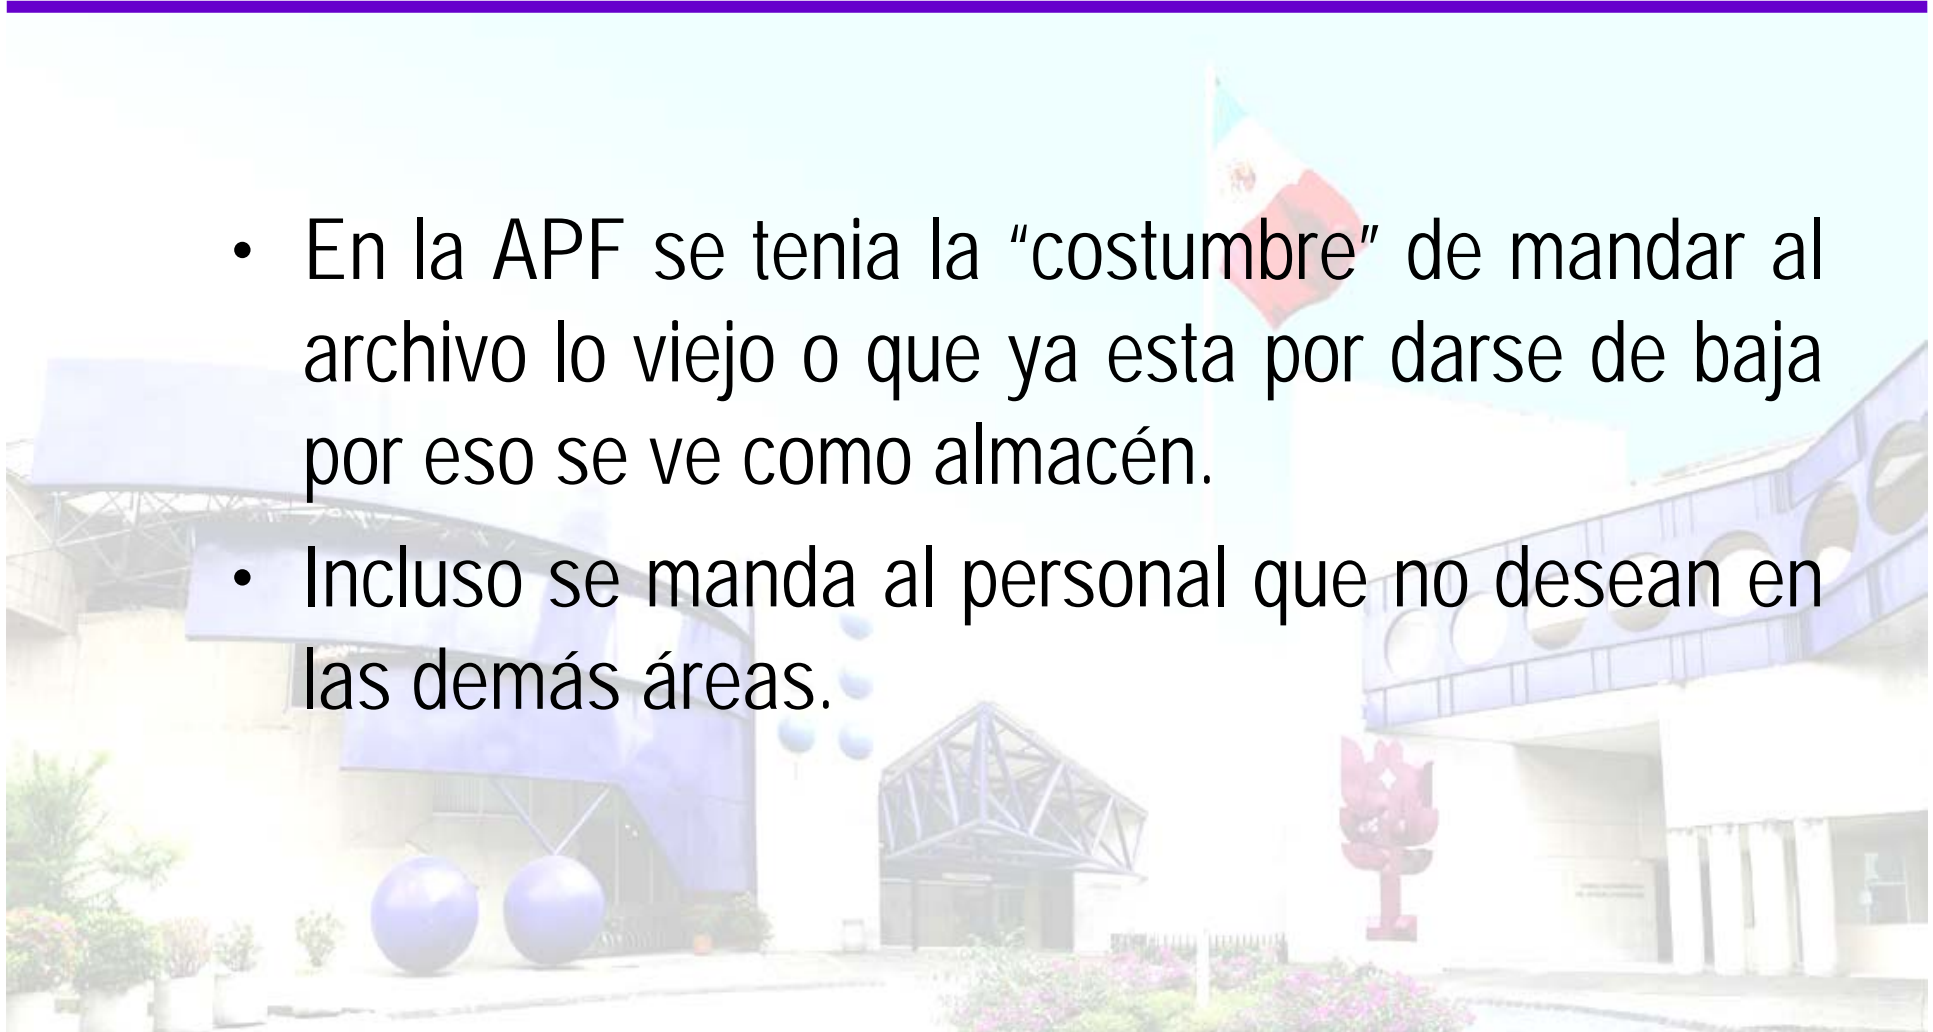 • En la APF se tenia la “costumbre” de mandar al
archivo lo viejo o que ya esta por darse de baja
por eso se ve como almacén.
• Incluso se manda al personal que no desean en
las demás áreas.